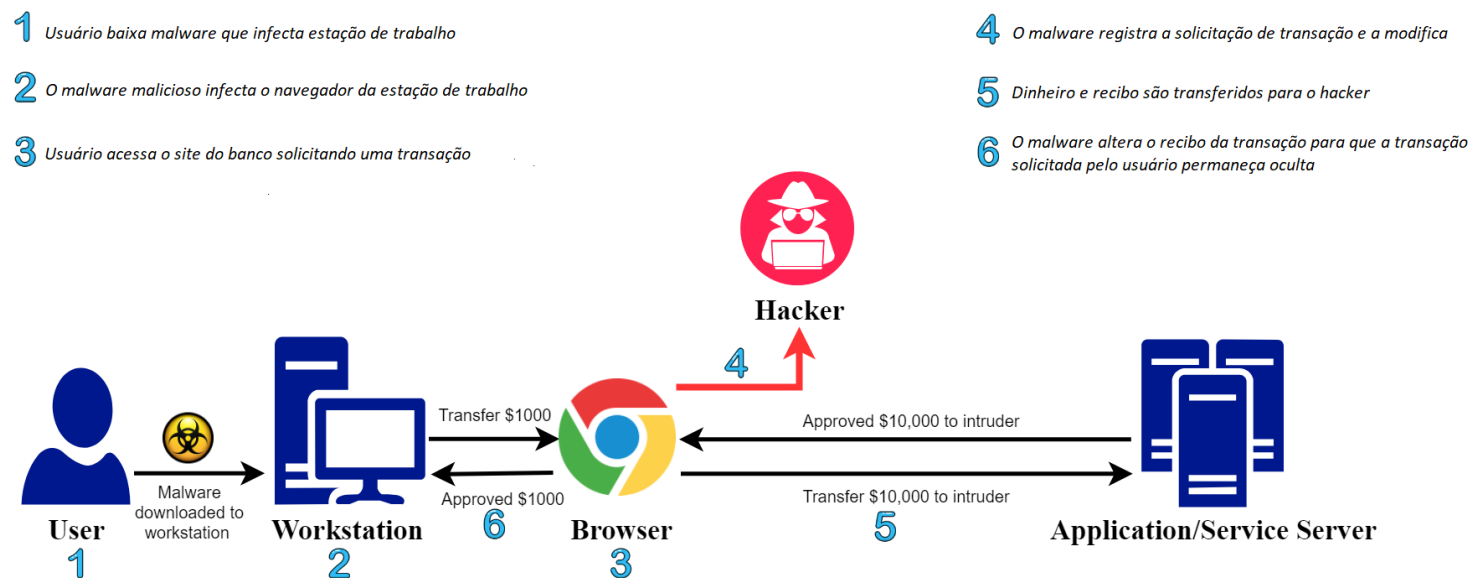 1 Usuário baixa malware que infecta estação de trabalho
2 O malware malicioso infecta o navegador da estação de trabalho
3 Usuário acessa o site do banco solicitando uma transação
4 O malware registra a solicitação de transação e a modifica
5 Dinheiro e recibo são transferidos para o hacker
6 O malware altera o recibo da transação para que a transação
solicitada pelo usuário permaneça oculta
Hacker
4
Transfer $1000
Approved $10,000 to intruder
Malware
downloaded to
workstation
Approved $1000
Transfer $10,000 to intruder
User
Workstation
6
Browser
5
Application/Service Server
1
2
3